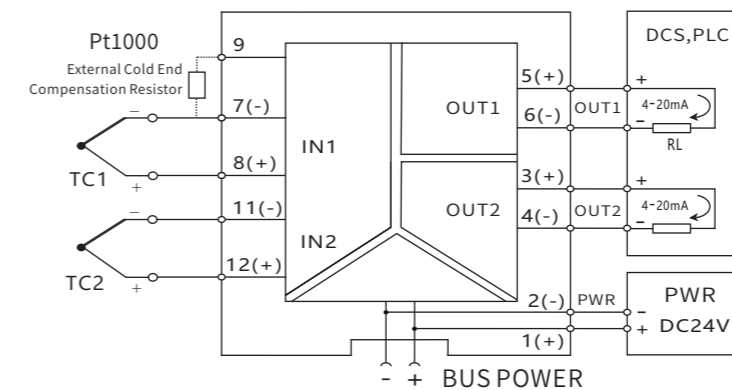 Pt1000
External Cold End
Compensation Resistor
9
7(-)
8(+)
11(-)
12(+)
−
TC1
+
−
TC2
+
IN1
IN2
OUT1
OUT2
5(+)
6(-)
3(+)
4(-)
2(-)
1(+)
OUT1
OUT2
PWR
DCS,PLC
+
4~20mA
−
RL
+
4~20mA
−
PWR
- 
+ DC24V
- + BUS POWER